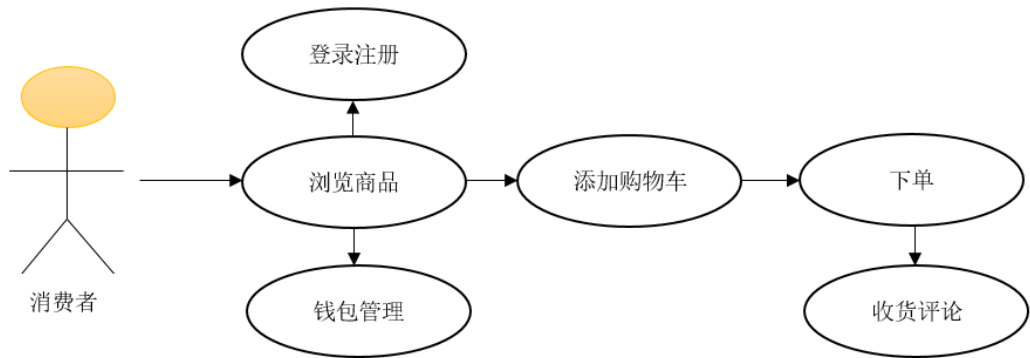 登录注册
浏览商品
添加购物车
下单
消费者
钱包管理
收货评论